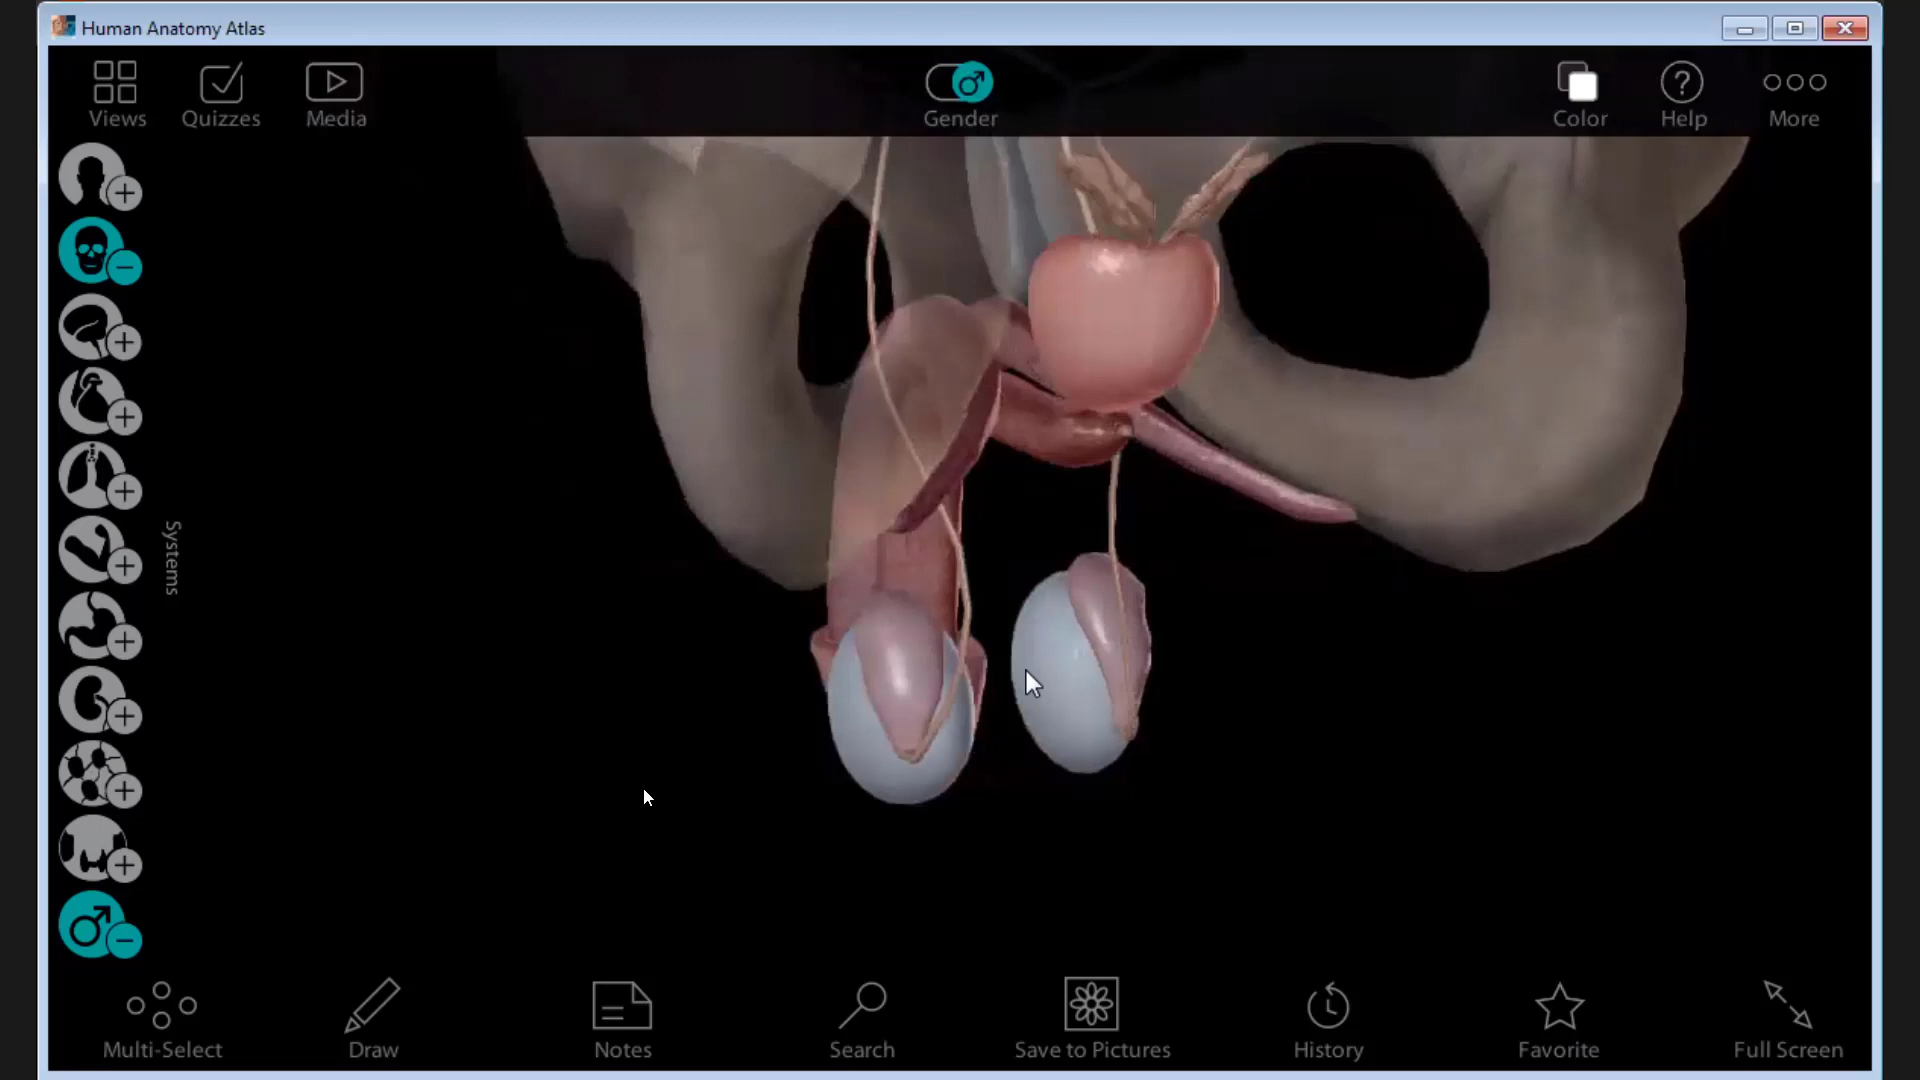 Human Anatomy Atlas
Views
Quizzes
Media
Gender
Color
Help
More
Systems
Multi-Select
Draw
Notes
Search
Save to Pictures
History
Favorite
Full Screen